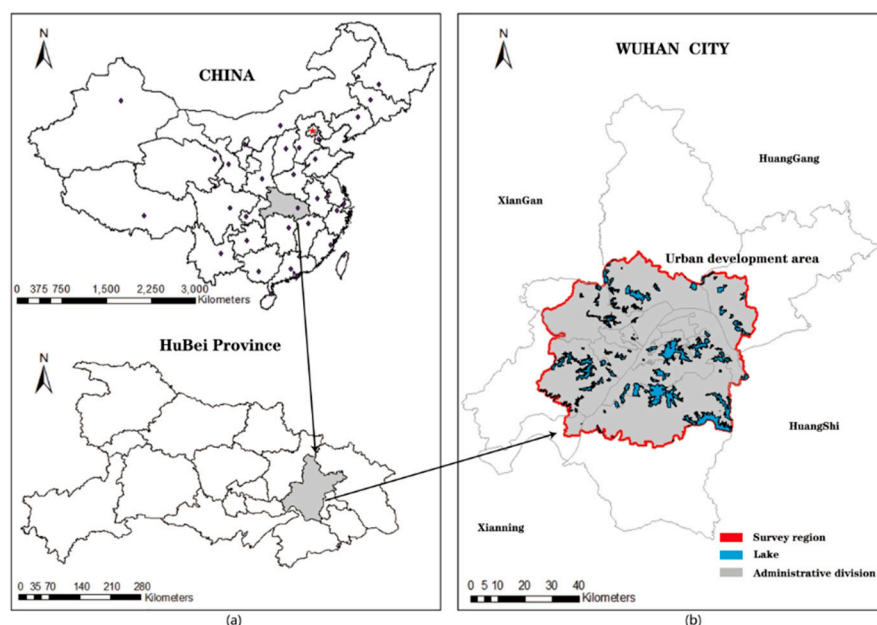 N
CHINA
0 375 750 1,500 2,250 3,000
Kilometers
HuBei Province
N
0 35 70 140 210 280
Kilometers
(a)
WUHAN CITY
N
HuangGang
XianGan
Urban development area
HuangShi
Xianning
Survey region
Lake
Administrative division
0 5 10 20 30 40
Kilometers
(b)